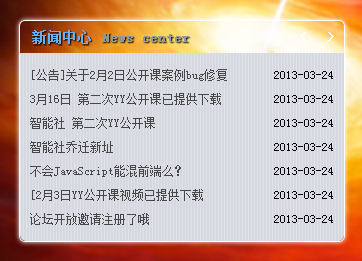 新闻中心 News center
[公告]关于2月2日公开课案例bug修复 2013-03-24
3月16日 第二次YY公开课已提供下载 2013-03-24
智能社 第二次YY公开课 2013-03-24
智能社乔迁新址 2013-03-24
不会JavaScript能混前端么? 2013-03-24
[2月3日YY公开课视频已提供下载 2013-03-24
论坛开放邀请注册了哦 2013-03-24